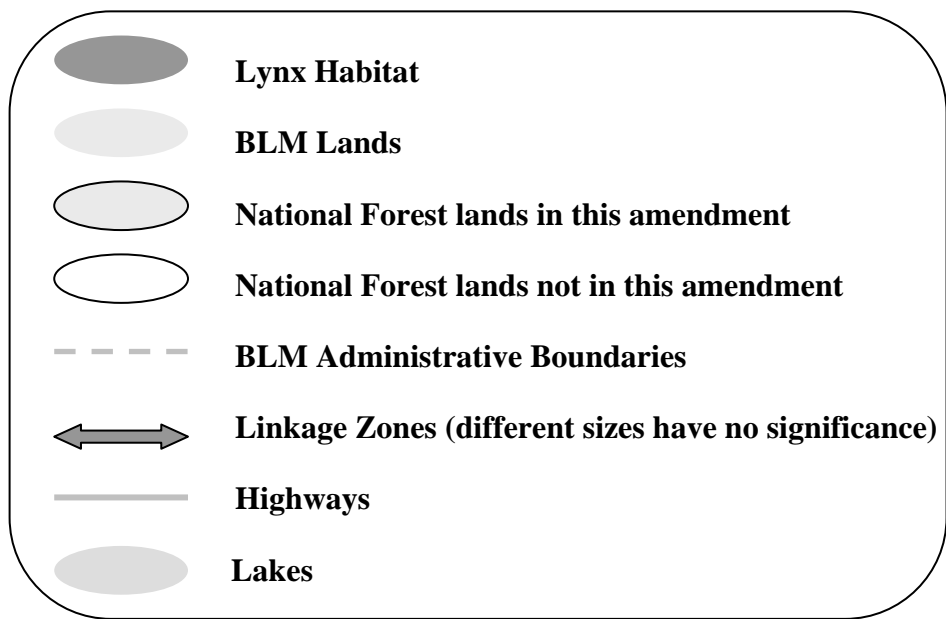 Lynx Habitat
BLM Lands
National Forest lands in this amendment
National Forest lands not in this amendment
BLM Administrative Boundaries
Linkage Zones (different sizes have no significance)
Highways
Lakes